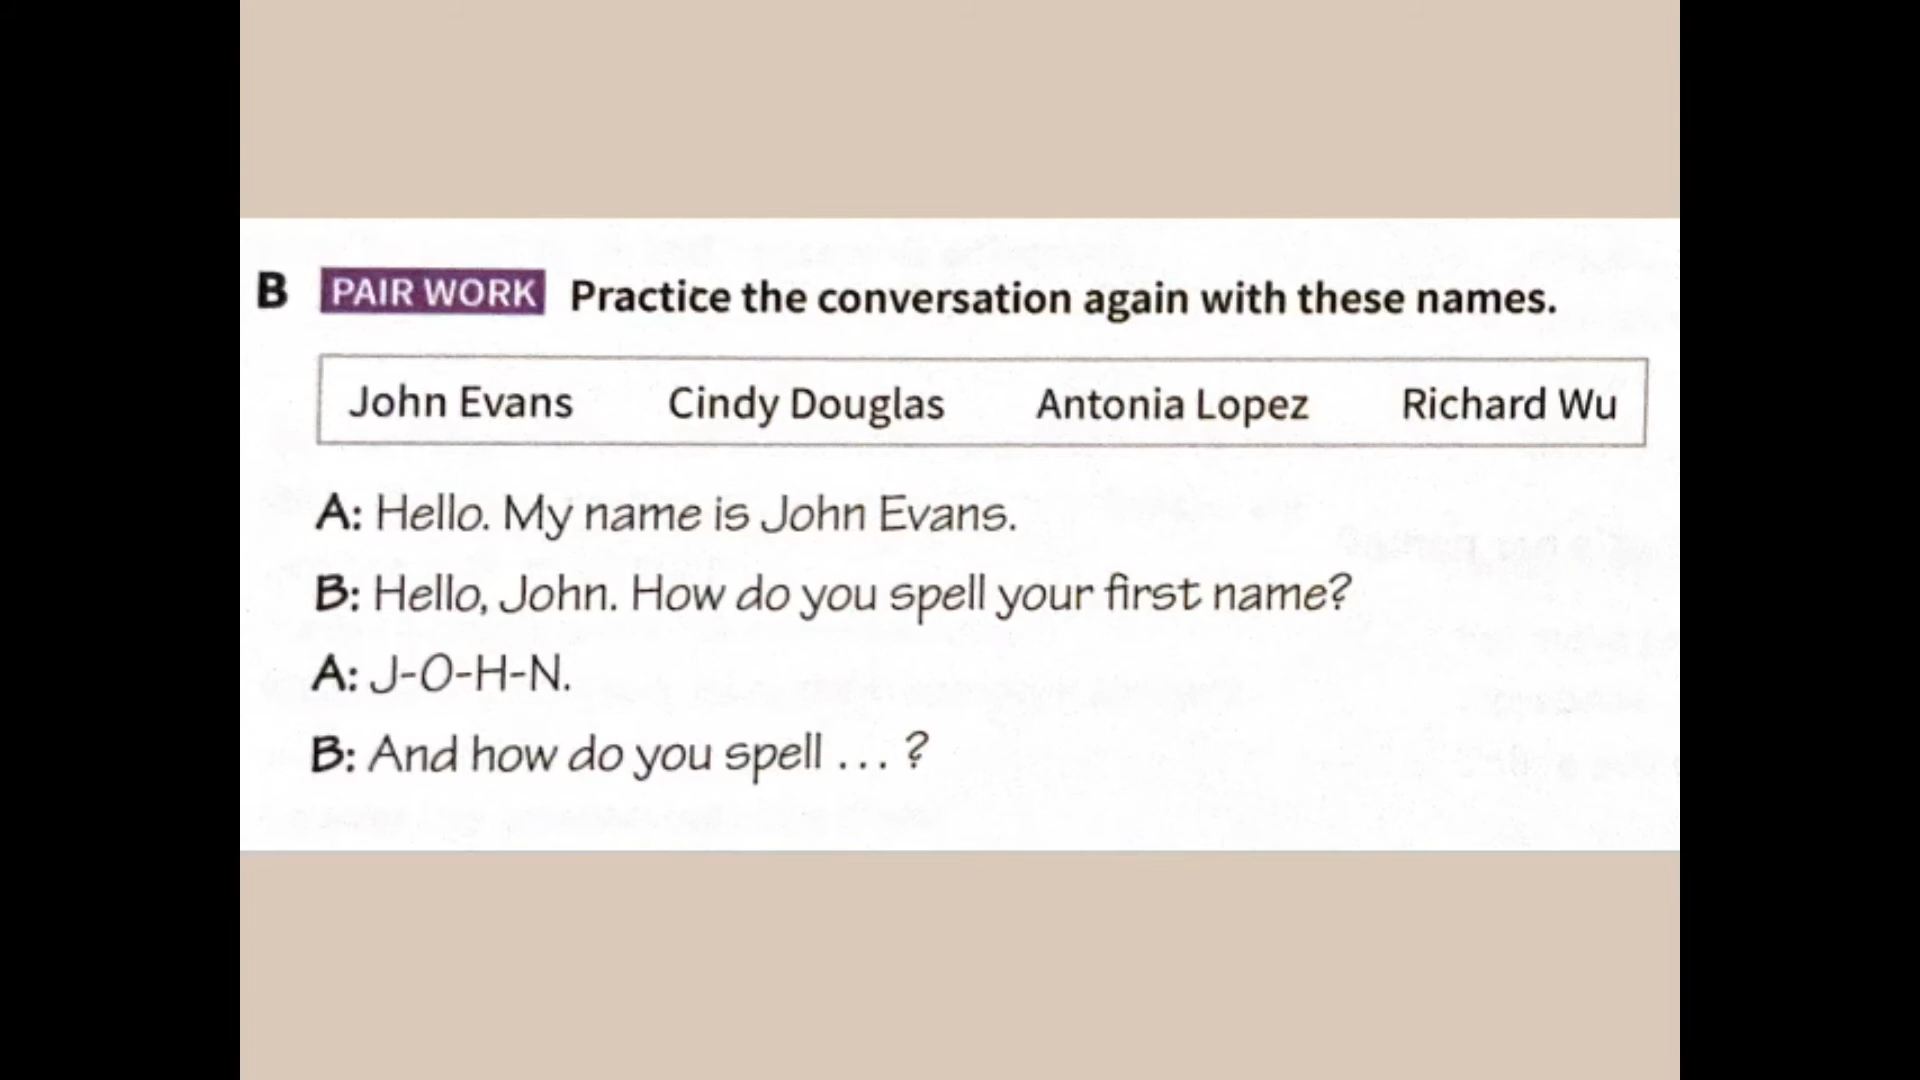 B PAIR WORK Practice the conversation again with these names.
John Evans Cindy Douglas Antonia Lopez Richard Wu
A: Hello. My name is John Evans.
B: Hello, John. How do you spell your first name?
A: J-O-H-N.
B: And how do you spell ... ?